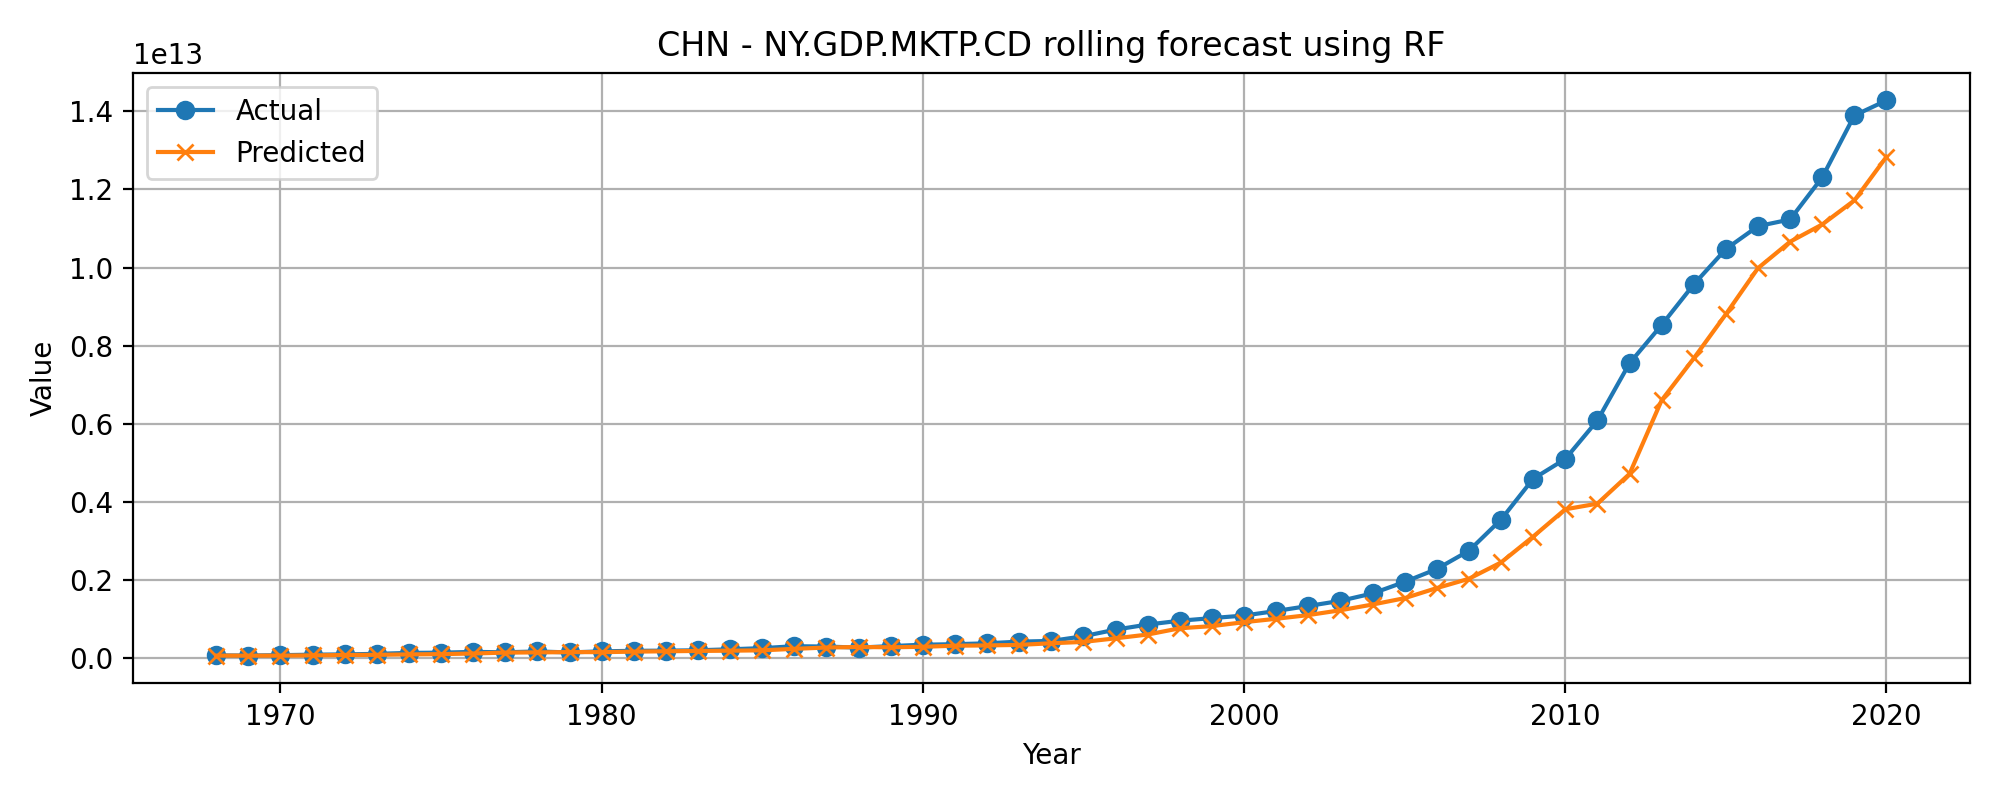 CHN - NY.GDP.MKTP.CD rolling forecast using RF
1e13
Actual
Predicted
1.4
1.2
1.0
0.8
0.6
0.4
0.2
0.0
Value
1970 1980 1990 2000 2010 2020
Year